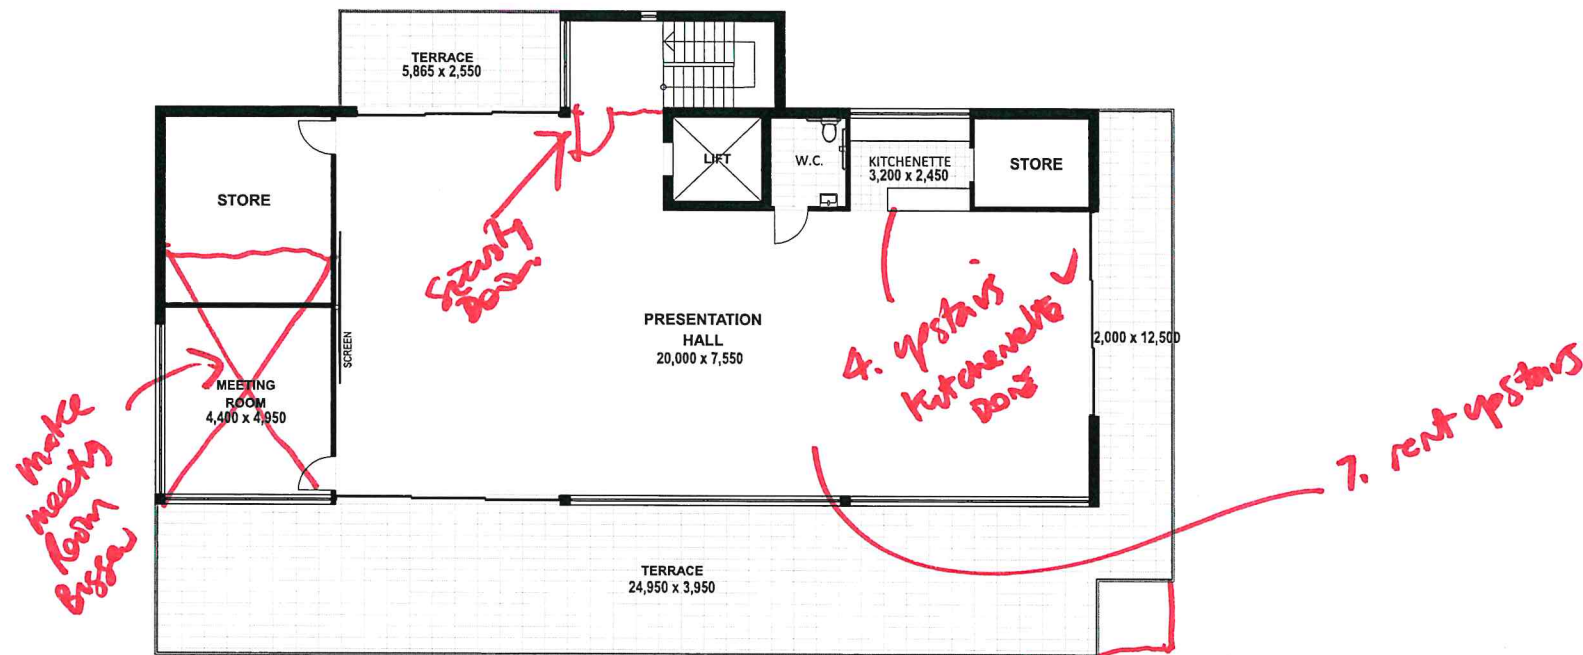 TERRACE
5,865 x 2,550
STORE
LIFT
W.C.
KITCHENETTE
3,200 x 2,450
STORE
Security
Door
SCREEN
PRESENTATION
HALL
20,000 x 7,550
4. upstairs
kitchenette
Done
2,000 x 12,500
MEETING
ROOM
4,400 x 4,950
make
meeting
Room
Bigger
7. rent upstairs
TERRACE
24,950 x 3,950